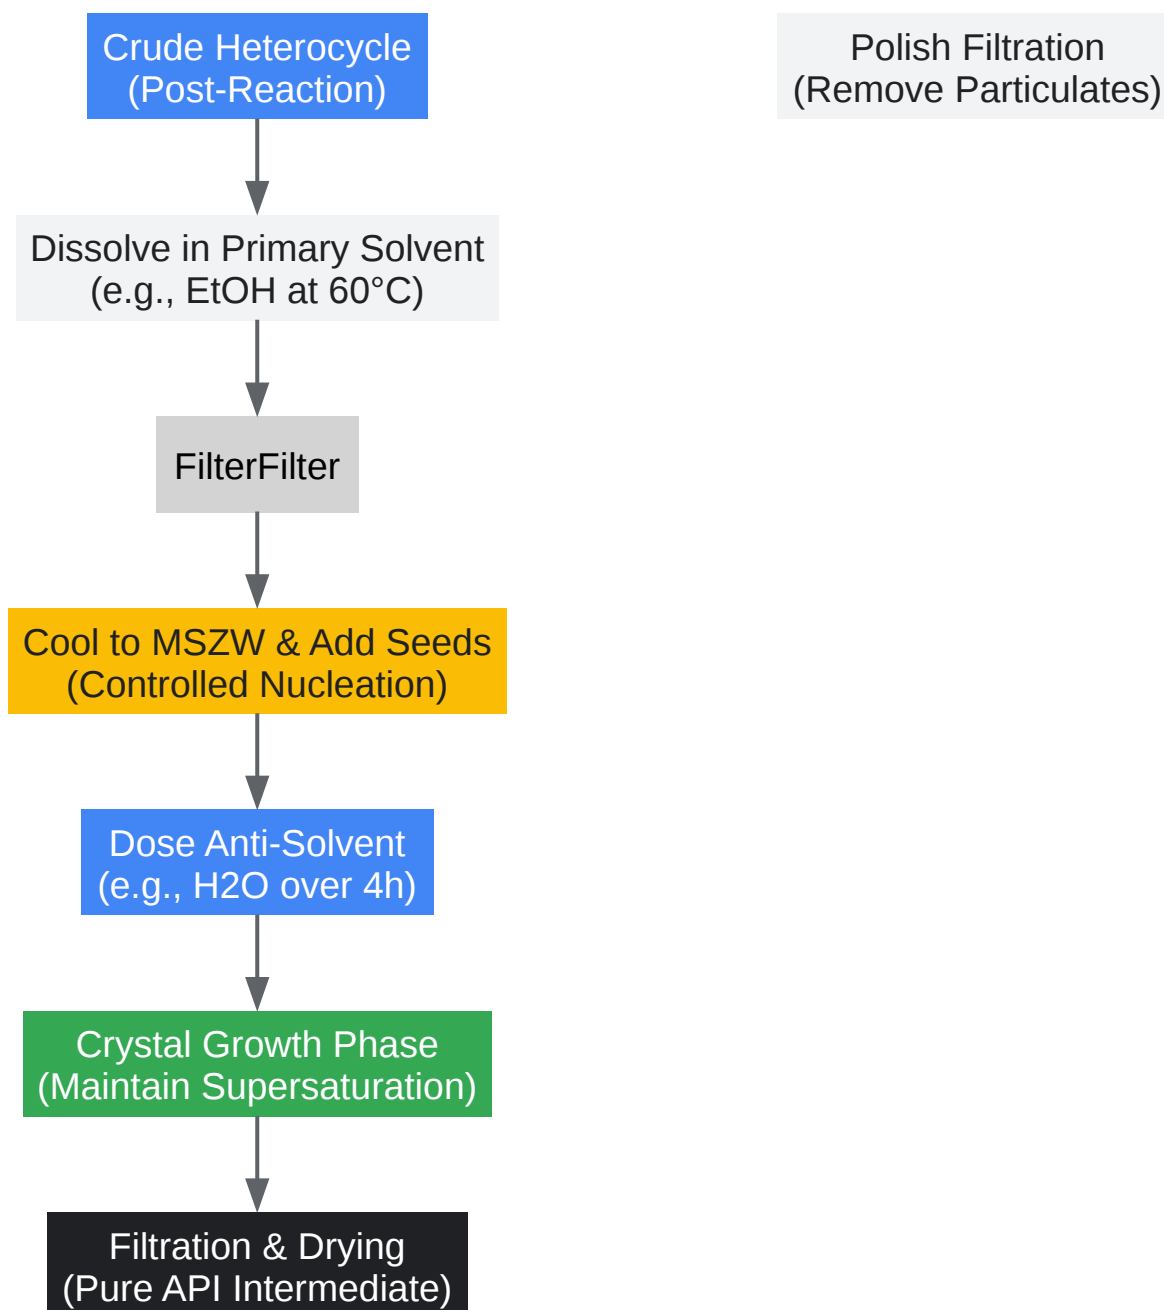 Crude Heterocycle
(Post-Reaction)
Polish Filtration
(Remove Particulates)
Dissolve in Primary Solvent
(e.g., EtOH at 60°C)
FilterFilter
Cool to MSZW & Add Seeds
(Controlled Nucleation)
Dose Anti-Solvent
(e.g., H2O over 4h)
Crystal Growth Phase
(Maintain Supersaturation)
Filtration & Drying
(Pure API Intermediate)